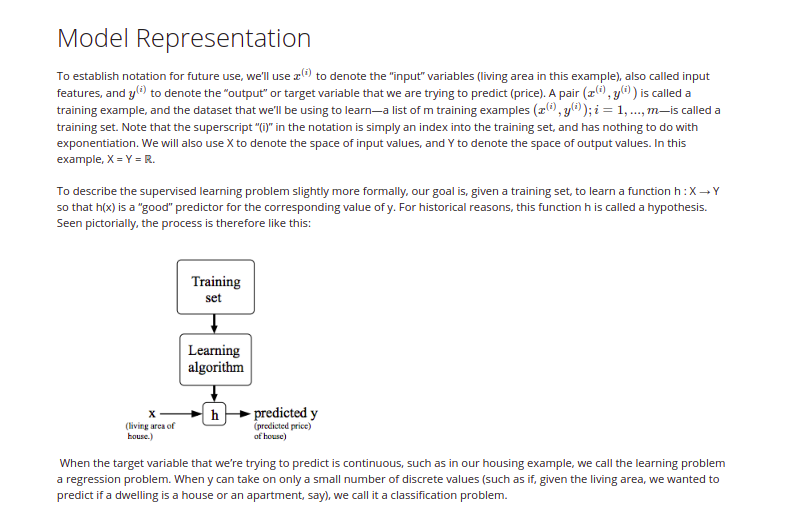 Model Representation
To establish notation for future use, we'll use x⁽ⁱ⁾ to denote the "input" variables (living area in this example), also called input
features, and y⁽ⁱ⁾ to denote the "output" or target variable that we are trying to predict (price). A pair (x⁽ⁱ⁾, y⁽ⁱ⁾) is called a
training example, and the dataset that we'll be using to learn—a list of m training examples (x⁽ⁱ⁾, y⁽ⁱ⁾); i = 1, ..., m—is called a
training set. Note that the superscript "(i)" in the notation is simply an index into the training set, and has nothing to do with
exponentiation. We will also use X to denote the space of input values, and Y to denote the space of output values. In this
example, X = Y = ℝ.
To describe the supervised learning problem slightly more formally, our goal is, given a training set, to learn a function h : X → Y
so that h(x) is a "good" predictor for the corresponding value of y. For historical reasons, this function h is called a hypothesis.
Seen pictorially, the process is therefore like this:
Training
set
Learning
algorithm
x
h
predicted y
(living area of
house.)
(predicted price)
of house)
When the target variable that we're trying to predict is continuous, such as in our housing example, we call the learning problem
a regression problem. When y can take on only a small number of discrete values (such as if, given the living area, we wanted to
predict if a dwelling is a house or an apartment, say), we call it a classification problem.